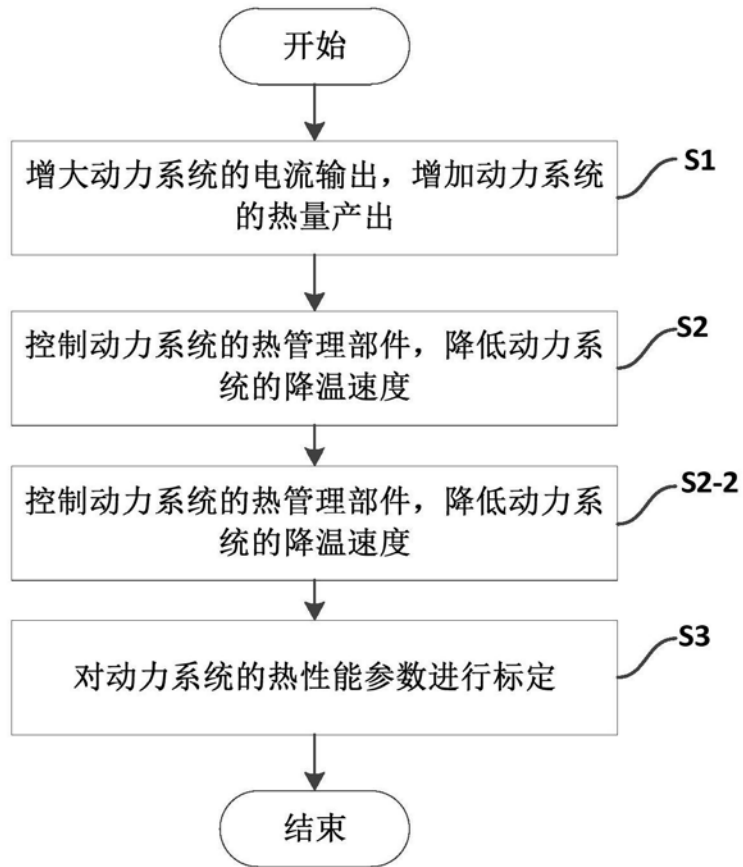 开始
增大动力系统的电流输出，增加动力系统
的热量产出
S1
控制动力系统的热管理部件，降低动力系
统的降温速度
S2
控制动力系统的热管理部件，降低动力系
统的降温速度
S2-2
对动力系统的热性能参数进行标定
S3
结束